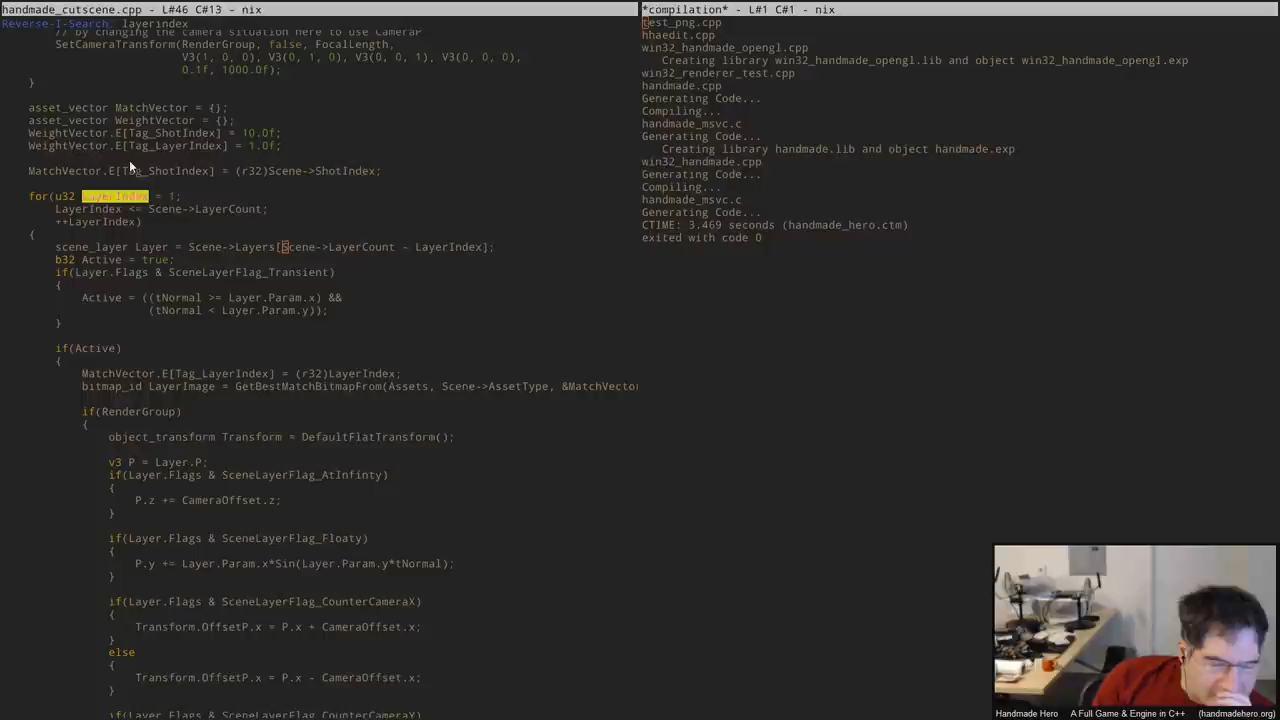 handmade_cutscene.cpp - L#46 C#13 - nix
Reverse-I-Search: layerindex
// by changing the camera situation here to use CameraP
SetCameraTransform(RenderGroup, false, FocalLength,
V3(1, 0, 0), V3(0, 1, 0), V3(0, 0, 1), V3(0, 0, 0),
0.1f, 1000.0f);
}
asset_vector MatchVector = {};
asset_vector WeightVector = {};
WeightVector.E[Tag_ShotIndex] = 10.0f;
WeightVector.E[Tag_LayerIndex] = 1.0f;
MatchVector.E[Tag_ShotIndex] = (r32)Scene->ShotIndex;
for(u32 LayerIndex = 1;
LayerIndex <= Scene->LayerCount;
++LayerIndex)
{
scene_layer Layer = Scene->Layers[Scene->LayerCount - LayerIndex];
b32 Active = true;
if(Layer.Flags & SceneLayerFlag_Transient)
{
Active = ((tNormal >= Layer.Param.x) &&
(tNormal < Layer.Param.y));
}
if(Active)
{
MatchVector.E[Tag_LayerIndex] = (r32)LayerIndex;
bitmap_id LayerImage = GetBestMatchBitmapFrom(Assets, Scene->AssetType, &MatchVector
if(RenderGroup)
{
object_transform Transform = DefaultFlatTransform();
v3 P = Layer.P;
if(Layer.Flags & SceneLayerFlag_AtInfinty)
{
P.z += CameraOffset.z;
}
if(Layer.Flags & SceneLayerFlag_Floaty)
{
P.y += Layer.Param.x*Sin(Layer.Param.y*tNormal);
}
if(Layer.Flags & SceneLayerFlag_CounterCameraX)
{
Transform.OffsetP.x = P.x + CameraOffset.x;
}
else
{
Transform.OffsetP.x = P.x - CameraOffset.x;
}
if(Layer.Flags & SceneLayerFlag_CounterCameraY)
*compilation* - L#1 C#1 - nix
test_png.cpp
hhaedit.cpp
win32_handmade_opengl.cpp
Creating library win32_handmade_opengl.lib and object win32_handmade_opengl.exp
win32_renderer_test.cpp
handmade.cpp
Generating Code...
Compiling...
handmade_msvc.c
Generating Code...
Creating library handmade.lib and object handmade.exp
win32_handmade.cpp
Generating Code...
Compiling...
handmade_msvc.c
Generating Code...
CTIME: 3.469 seconds (handmade_hero.ctm)
exited with code 0
Handmade Hero A Full Game & Engine in C++ (handmadehero.org)